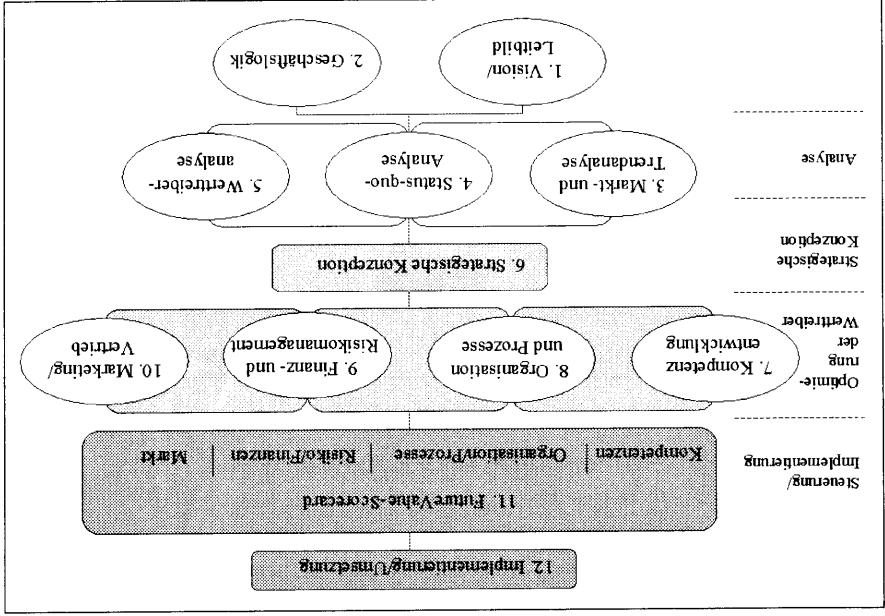 12. Implementierung/Umsetzung
Steuerung/
Implementierung
11. FutureValue-Scorecard
Kompetenzen
Organisation/Prozesse
Risiko/Finanzen
Markt
Optimie-
rung
der
Werttreiber
7. Kompetenz
entwicklung
8. Organisation
und Prozesse
9. Finanz- und
Risikomanagement
10. Marketing/
Vertrieb
Strategische
Konzeption
6. Strategische Konzeption
Analyse
3. Markt- und
Trendanalyse
4. Status-quo-
Analyse
5. Werttreiber-
analyse
1. Vision/
Leitbild
2. Geschäftslogik